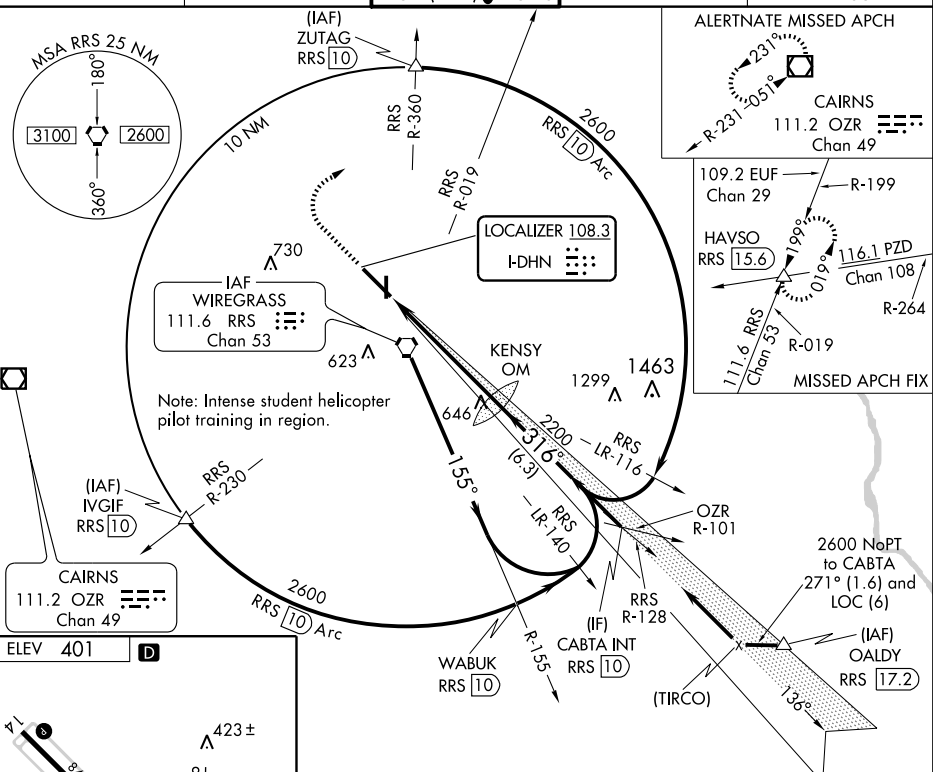 MSA RRS 25 NM
180°
3100
2600
360°
(IAF)
ZUTAG
RRS 10
RRS
R-360
10 NM
2600
RRS 10 Arc
RRS
R-019
LOCALIZER 108.3
I-DHN
730
IAF
WIREGRASS
111.6 RRS
Chan 53
623
Note: Intense student helicopter
pilot training in region.
KENSY
OM
646
1299
1463
2200
316°
(6.3)
RRS
LR-116
155°
RRS
LR-140
OZR
R-101
RRS
R-128
(IF)
CABTA INT
RRS 10
2600 NoPT
to CABTA
271° (1.6) and
LOC (6)
(IAF)
OALDY
RRS 17.2
(TIRCO)
136°
R-155
WABUK
RRS 10
2600
RRS 10 Arc
RRS
R-230
(IAF)
IVGIF
RRS 10
CAIRNS
111.2 OZR
Chan 49
ALERTNATE MISSED APCH
231°
R-231
051°
CAIRNS
111.2 OZR
Chan 49
109.2 EUF
Chan 29
R-199
HAVSO
RRS 15.6
199°
019°
116.1 PZD
Chan 108
R-264
111.6 RRS
Chan 53
R-019
MISSED APCH FIX
ELEV 401
D
14
P
423±